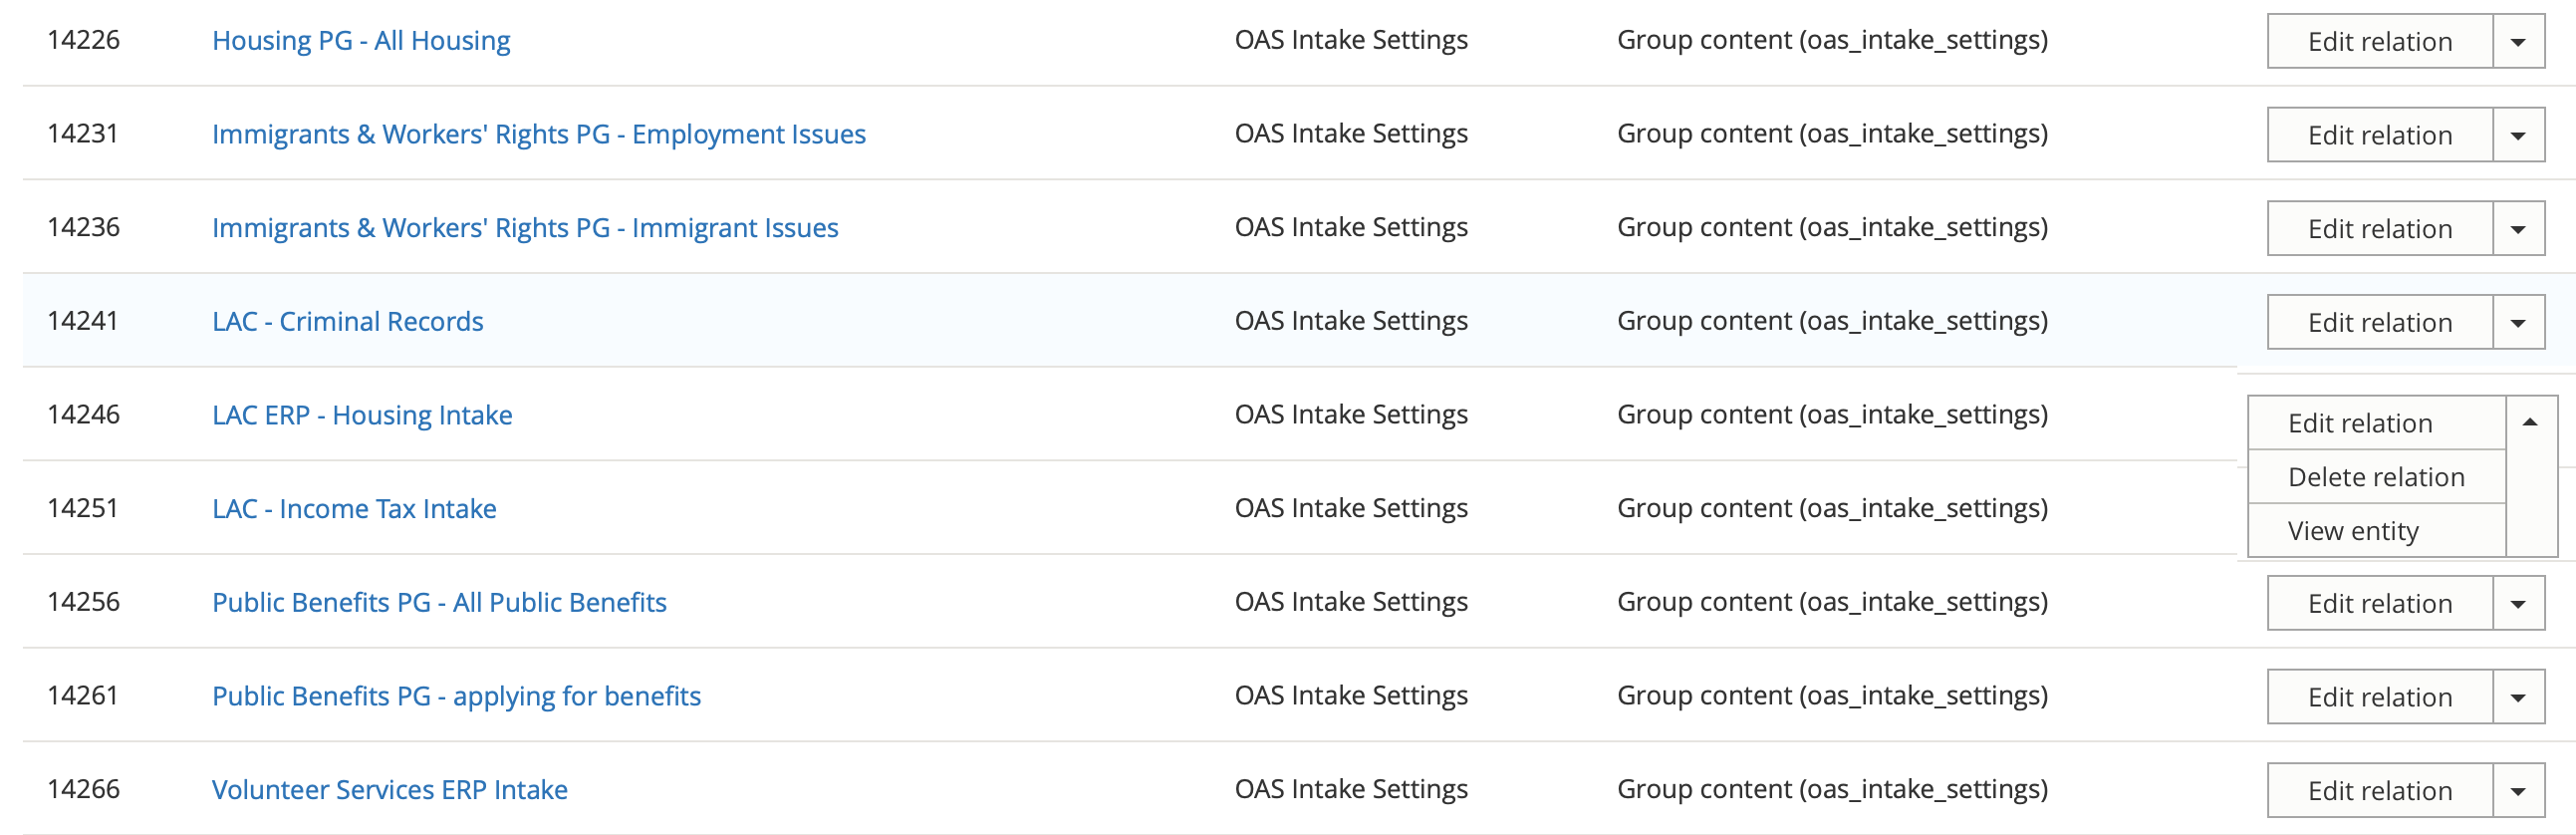 14226 Housing PG - All Housing OAS Intake Settings Group content (oas_intake_settings) Edit relation
14231 Immigrants & Workers' Rights PG - Employment Issues OAS Intake Settings Group content (oas_intake_settings) Edit relation
14236 Immigrants & Workers' Rights PG - Immigrant Issues OAS Intake Settings Group content (oas_intake_settings) Edit relation
14241 LAC - Criminal Records OAS Intake Settings Group content (oas_intake_settings) Edit relation
14246 LAC ERP - Housing Intake OAS Intake Settings Group content (oas_intake_settings) Edit relation
Delete relation
14251 LAC - Income Tax Intake OAS Intake Settings Group content (oas_intake_settings) View entity
14256 Public Benefits PG - All Public Benefits OAS Intake Settings Group content (oas_intake_settings) Edit relation
14261 Public Benefits PG - applying for benefits OAS Intake Settings Group content (oas_intake_settings) Edit relation
14266 Volunteer Services ERP Intake OAS Intake Settings Group content (oas_intake_settings) Edit relation